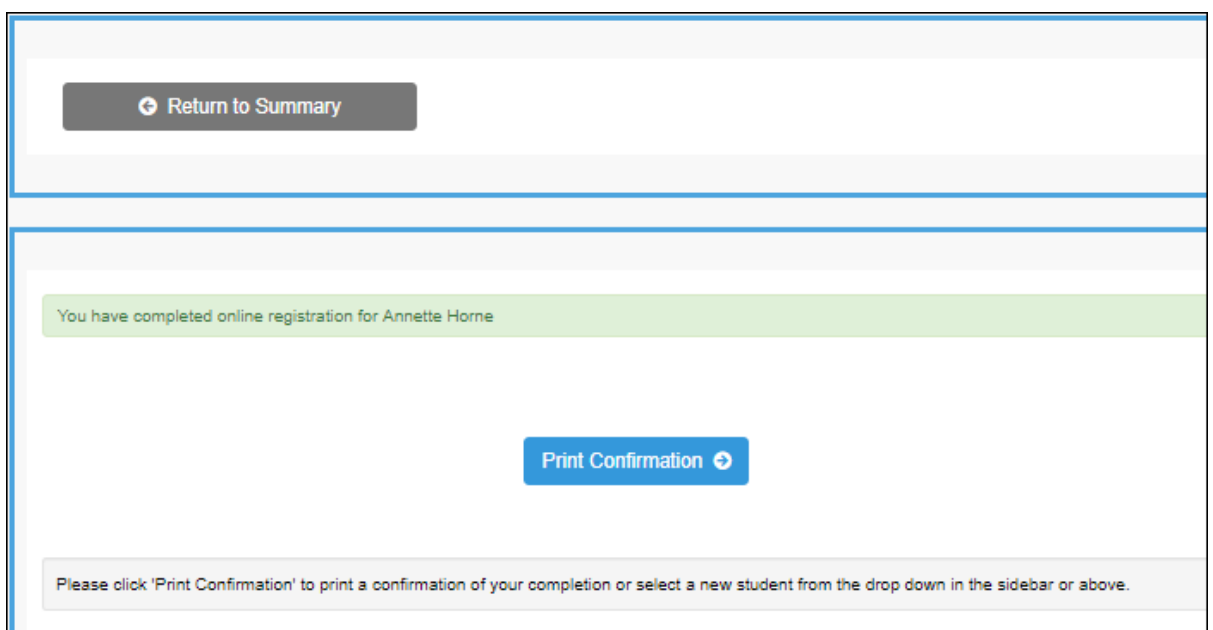 Return to Summary
You have completed online registration for Annette Horne
Print Confirmation
Please click 'Print Confirmation' to print a confirmation of your completion or select a new student from the drop down in the sidebar or above.